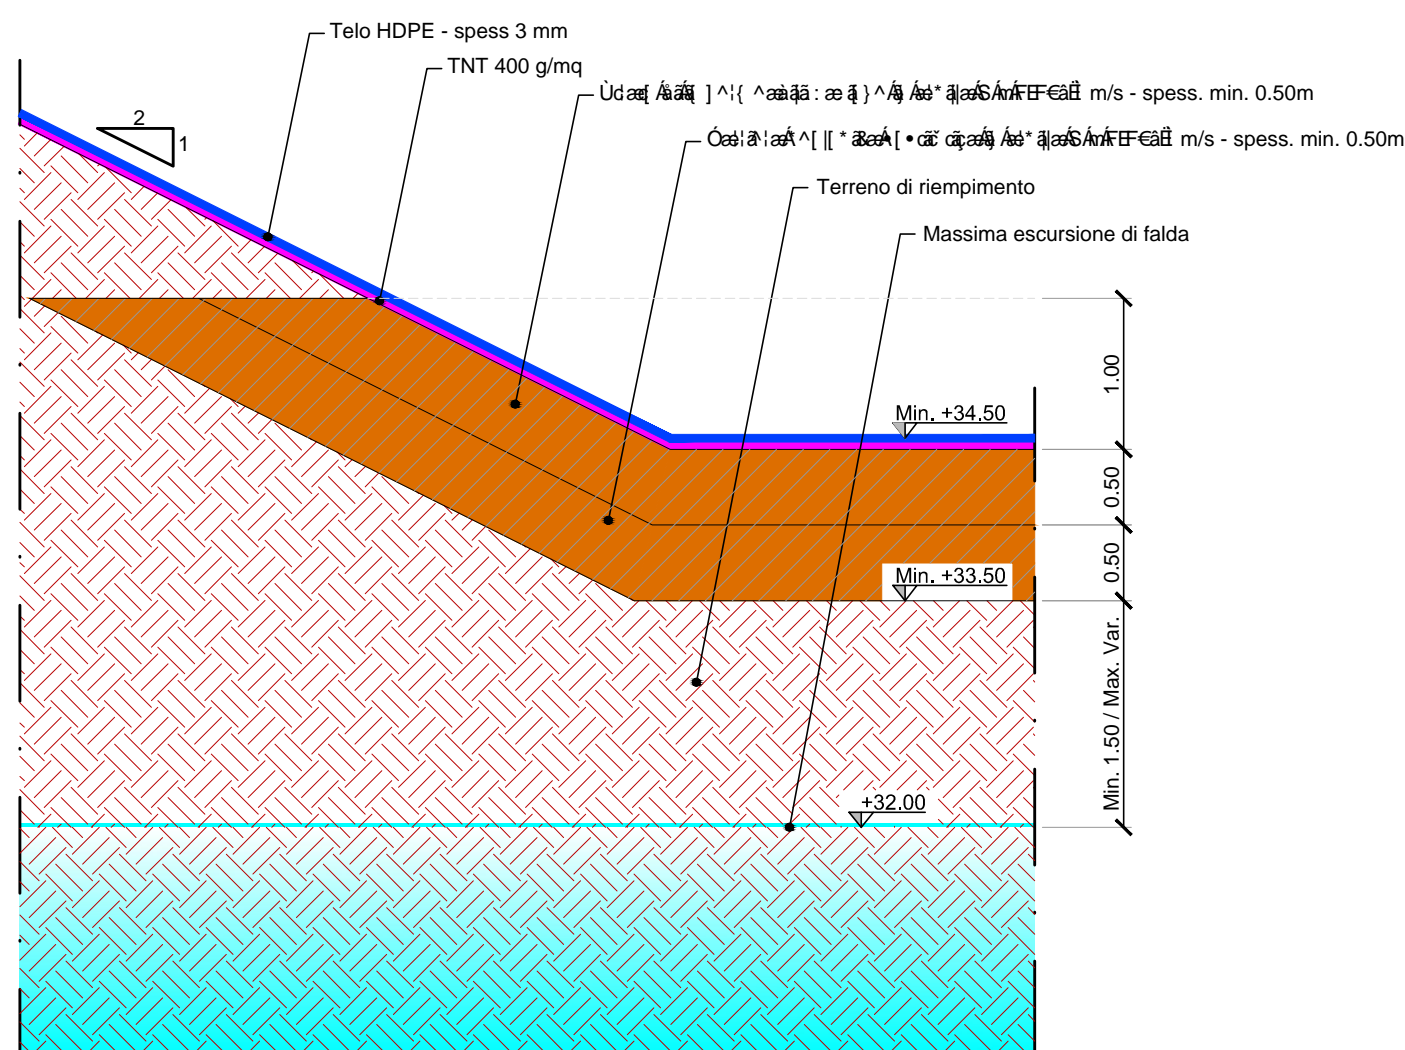 Telo HDPE - spess 3 mm
TNT 400 g/mq
m/s - spess. min. 0.50m
m/s - spess. min. 0.50m
Terreno di riempimento
Massima escursione di falda
2
1
1.00
Min. +34.50
0.50
0.50
Min. +33.50
Min. 1.50 / Max. Var.
+32.00